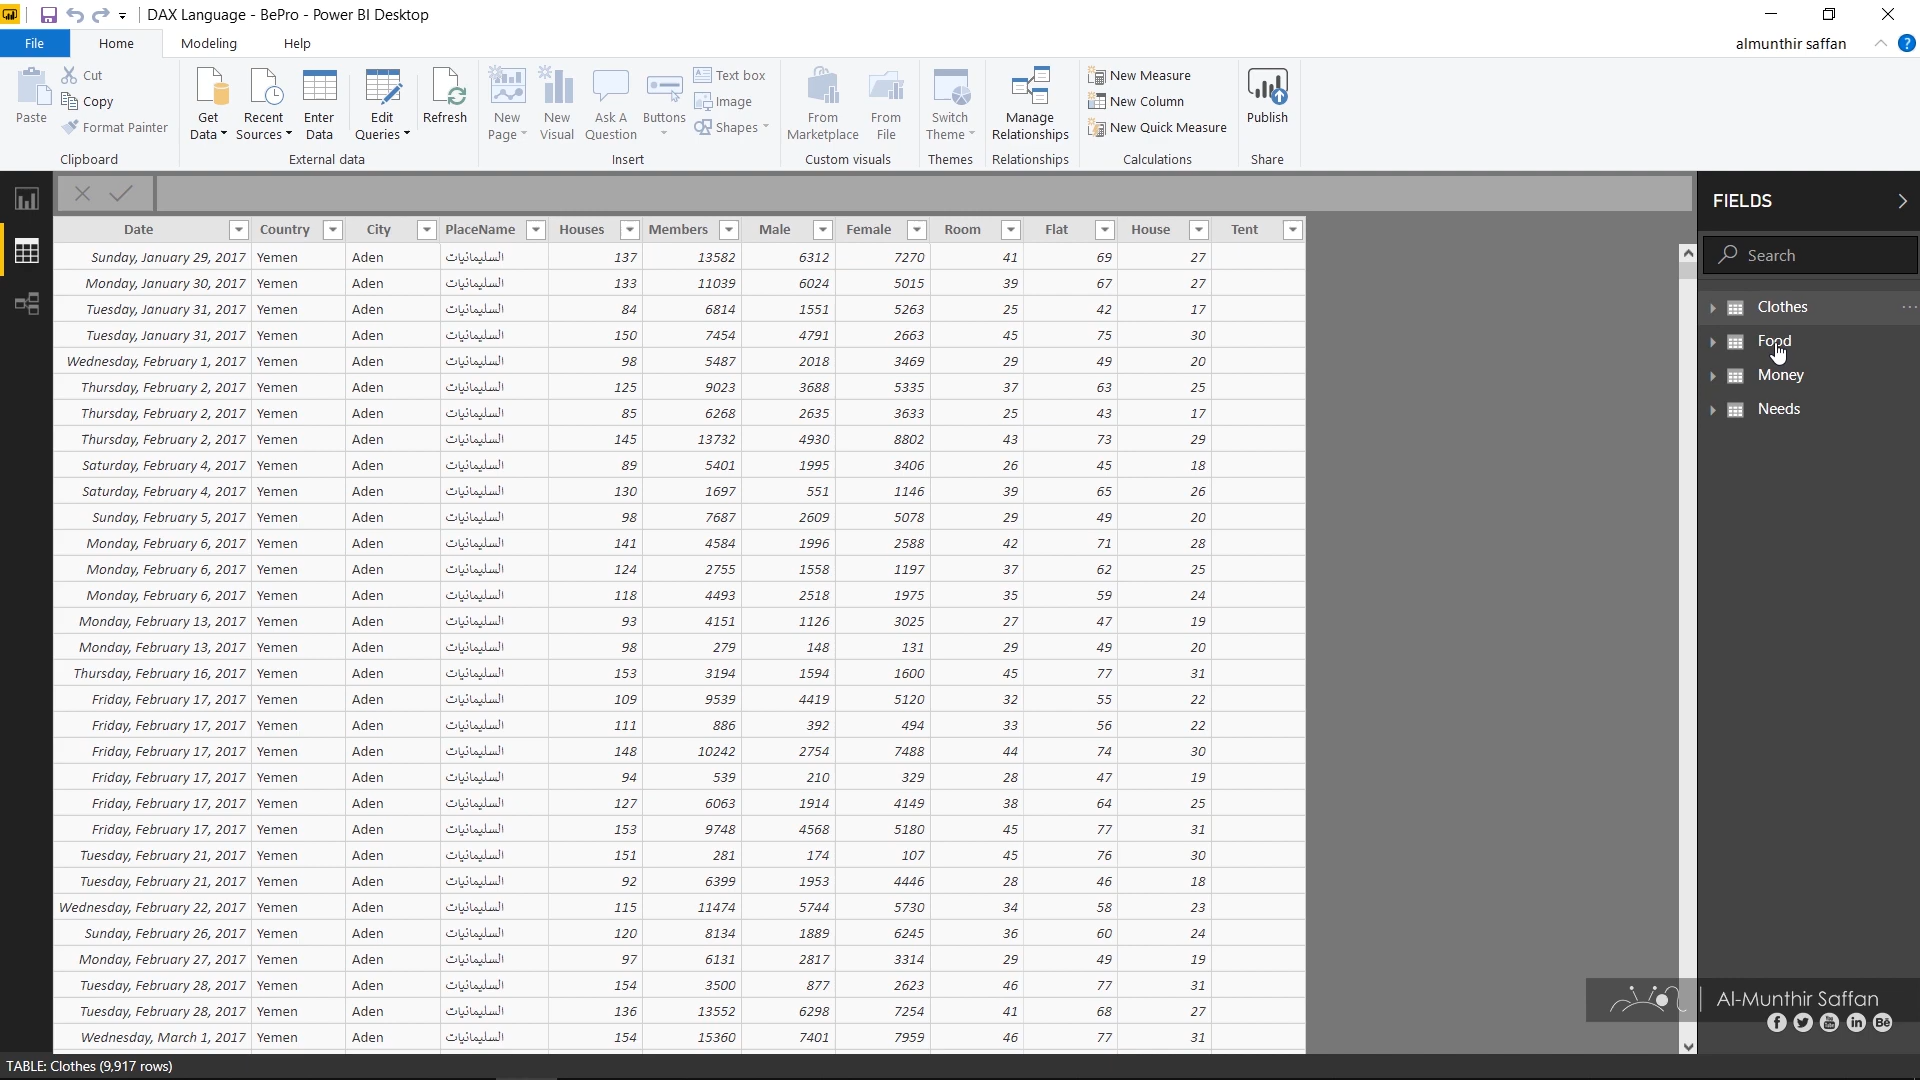 DAX Language - BePro - Power BI Desktop
File Home Modeling Help almunthir saffan ?
Paste Cut Copy Format Painter Clipboard
Get Data Recent Sources Enter Data Edit Queries Refresh External data
New Page New Visual Ask A Question Buttons Text box Image Shapes Insert
From Marketplace From File Custom visuals
Switch Theme Themes
Manage Relationships Relationships
New Measure New Column New Quick Measure Calculations
Publish Share
Date Country City PlaceName Houses Members Male Female Room Flat House Tent
Sunday, January 29, 2017 Yemen Aden السليمانيات 137 13582 6312 7270 41 69 27
Monday, January 30, 2017 Yemen Aden السليمانيات 133 11039 6024 5015 39 67 27
Tuesday, January 31, 2017 Yemen Aden السليمانيات 84 6814 1551 5263 25 42 17
Tuesday, January 31, 2017 Yemen Aden السليمانيات 150 7454 4791 2663 45 75 30
Wednesday, February 1, 2017 Yemen Aden السليمانيات 98 5487 2018 3469 29 49 20
Thursday, February 2, 2017 Yemen Aden السليمانيات 125 9023 3688 5335 37 63 25
Thursday, February 2, 2017 Yemen Aden السليمانيات 85 6268 2635 3633 25 43 17
Thursday, February 2, 2017 Yemen Aden السليمانيات 145 13732 4930 8802 43 73 29
Saturday, February 4, 2017 Yemen Aden السليمانيات 89 5401 1995 3406 26 45 18
Saturday, February 4, 2017 Yemen Aden السليمانيات 130 1697 551 1146 39 65 26
Sunday, February 5, 2017 Yemen Aden السليمانيات 98 7687 2609 5078 29 49 20
Monday, February 6, 2017 Yemen Aden السليمانيات 141 4584 1996 2588 42 71 28
Monday, February 6, 2017 Yemen Aden السليمانيات 124 2755 1558 1197 37 62 25
Monday, February 6, 2017 Yemen Aden السليمانيات 118 4493 2518 1975 35 59 24
Monday, February 13, 2017 Yemen Aden السليمانيات 93 4151 1126 3025 27 47 19
Monday, February 13, 2017 Yemen Aden السليمانيات 98 279 148 131 29 49 20
Thursday, February 16, 2017 Yemen Aden السليمانيات 153 3194 1594 1600 45 77 31
Friday, February 17, 2017 Yemen Aden السليمانيات 109 9539 4419 5120 32 55 22
Friday, February 17, 2017 Yemen Aden السليمانيات 111 886 392 494 33 56 22
Friday, February 17, 2017 Yemen Aden السليمانيات 148 10242 2754 7488 44 74 30
Friday, February 17, 2017 Yemen Aden السليمانيات 94 539 210 329 28 47 19
Friday, February 17, 2017 Yemen Aden السليمانيات 127 6063 1914 4149 38 64 25
Friday, February 17, 2017 Yemen Aden السليمانيات 153 9748 4568 5180 45 77 31
Tuesday, February 21, 2017 Yemen Aden السليمانيات 151 281 174 107 45 76 30
Tuesday, February 21, 2017 Yemen Aden السليمانيات 92 6399 1953 4446 28 46 18
Wednesday, February 22, 2017 Yemen Aden السليمانيات 115 11474 5744 5730 34 58 23
Sunday, February 26, 2017 Yemen Aden السليمانيات 120 8134 1889 6245 36 60 24
Monday, February 27, 2017 Yemen Aden السليمانيات 97 6131 2817 3314 29 49 19
Tuesday, February 28, 2017 Yemen Aden السليمانيات 154 3500 877 2623 46 77 31
Tuesday, February 28, 2017 Yemen Aden السليمانيات 136 13552 6298 7254 41 68 27
Wednesday, March 1, 2017 Yemen Aden السليمانيات 154 15360 7401 7959 46 77 31
FIELDS
Search
Clothes
Food
Money
Needs
Al-Munthir Saffan
TABLE: Clothes (9,917 rows)